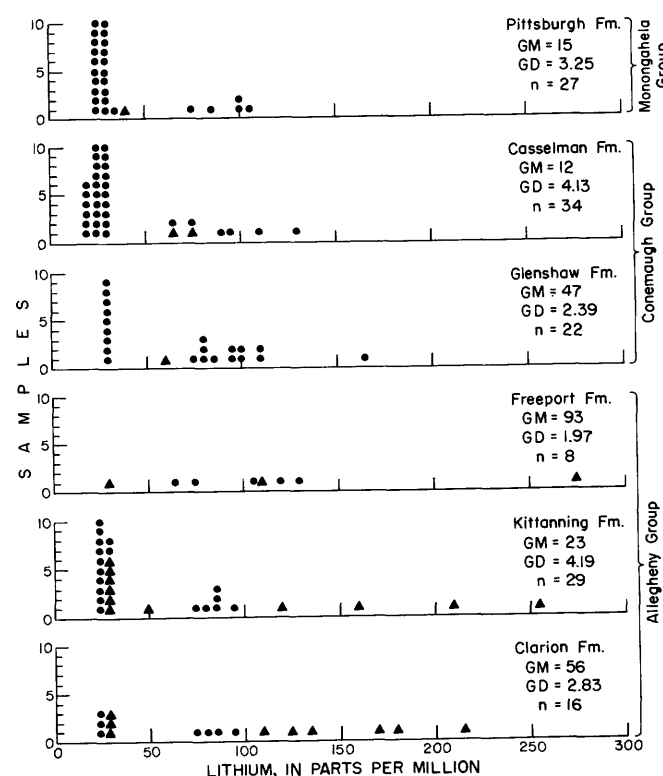 10
5
0
Pittsburgh Fm.
GM = 15
GD = 3.25
n = 27
Monongahela
Group
10
5
0
Casselman Fm.
GM = 12
GD = 4.13
n = 34
10
5
0
Glenshaw Fm.
GM = 47
GD = 2.39
n = 22
Conemaugh Group
SAMPLES
10
5
0
Freeport Fm.
GM = 93
GD = 1.97
n = 8
10
5
0
Kittanning Fm.
GM = 23
GD = 4.19
n = 29
10
5
0
Clarion Fm.
GM = 56
GD = 2.83
n = 16
Allegheny Group
0 50 100 150 200 250 300
LITHIUM, IN PARTS PER MILLION